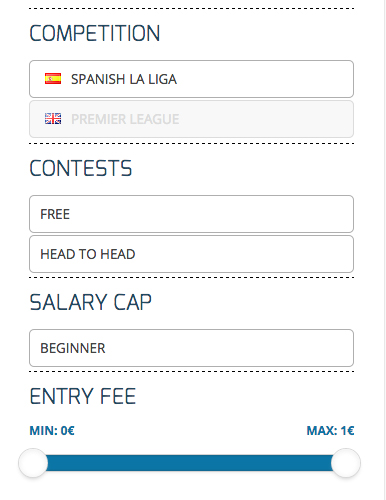 COMPETITION
SPANISH LA LIGA
PREMIER LEAGUE
CONTESTS
FREE
HEAD TO HEAD
SALARY CAP
BEGINNER
ENTRY FEE
MIN: 0€ MAX: 1€